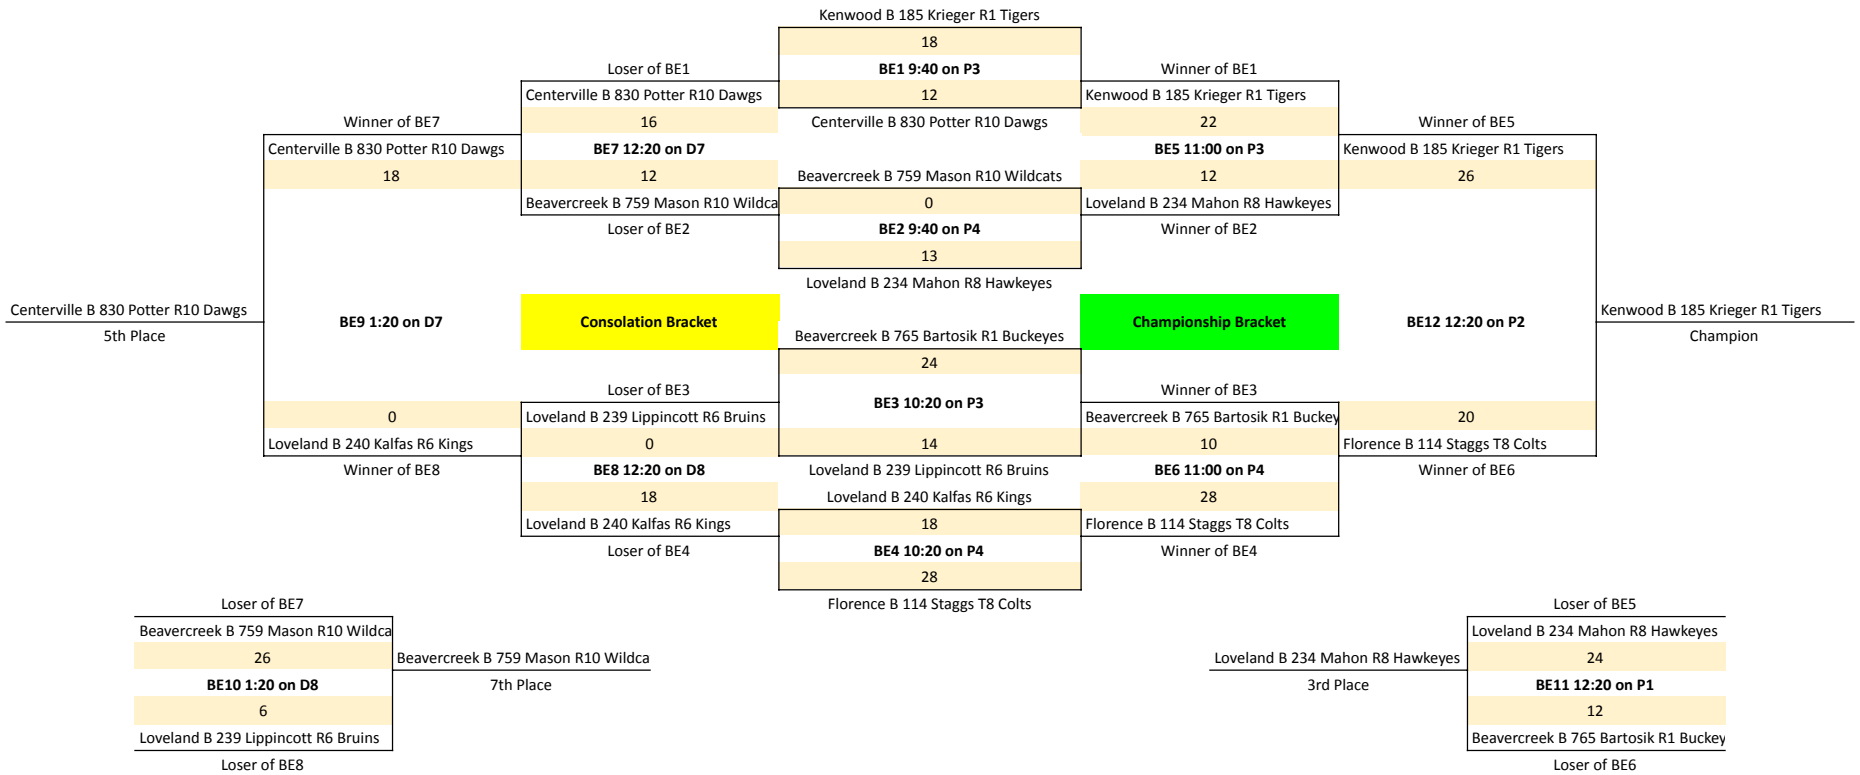 Kenwood B 185 Krieger R1 Tigers
18
Loser of BE1
BE1 9:40 on P3
Winner of BE1
Centerville B 830 Potter R10 Dawgs
12
Kenwood B 185 Krieger R1 Tigers
Winner of BE7
16
Centerville B 830 Potter R10 Dawgs
22
Winner of BE5
Centerville B 830 Potter R10 Dawgs
BE7 12:20 on D7
BE5 11:00 on P3
Kenwood B 185 Krieger R1 Tigers
18
12
Beavercreek B 759 Mason R10 Wildcats
12
26
Beavercreek B 759 Mason R10 Wildca
0
Loveland B 234 Mahon R8 Hawkeyes
Loser of BE2
BE2 9:40 on P4
Winner of BE2
13
Loveland B 234 Mahon R8 Hawkeyes
Centerville B 830 Potter R10 Dawgs
BE9 1:20 on D7
Consolation Bracket
Championship Bracket
BE12 12:20 on P2
Kenwood B 185 Krieger R1 Tigers
5th Place
Beavercreek B 765 Bartosik R1 Buckeyes
Champion
24
Loser of BE3
BE3 10:20 on P3
Winner of BE3
0
Loveland B 239 Lippincott R6 Bruins
Beavercreek B 765 Bartosik R1 Buckey
20
Loveland B 240 Kalfas R6 Kings
0
14
10
Florence B 114 Staggs T8 Colts
Winner of BE8
BE8 12:20 on D8
Loveland B 239 Lippincott R6 Bruins
BE6 11:00 on P4
Winner of BE6
18
Loveland B 240 Kalfas R6 Kings
28
Loveland B 240 Kalfas R6 Kings
18
Florence B 114 Staggs T8 Colts
Loser of BE4
BE4 10:20 on P4
Winner of BE4
28
Florence B 114 Staggs T8 Colts
Loser of BE7
Beavercreek B 759 Mason R10 Wildca
26
Beavercreek B 759 Mason R10 Wildca
BE10 1:20 on D8
7th Place
6
Loveland B 239 Lippincott R6 Bruins
Loser of BE8
Loser of BE5
Loveland B 234 Mahon R8 Hawkeyes
Loveland B 234 Mahon R8 Hawkeyes
24
3rd Place
BE11 12:20 on P1
12
Beavercreek B 765 Bartosik R1 Buckey
Loser of BE6